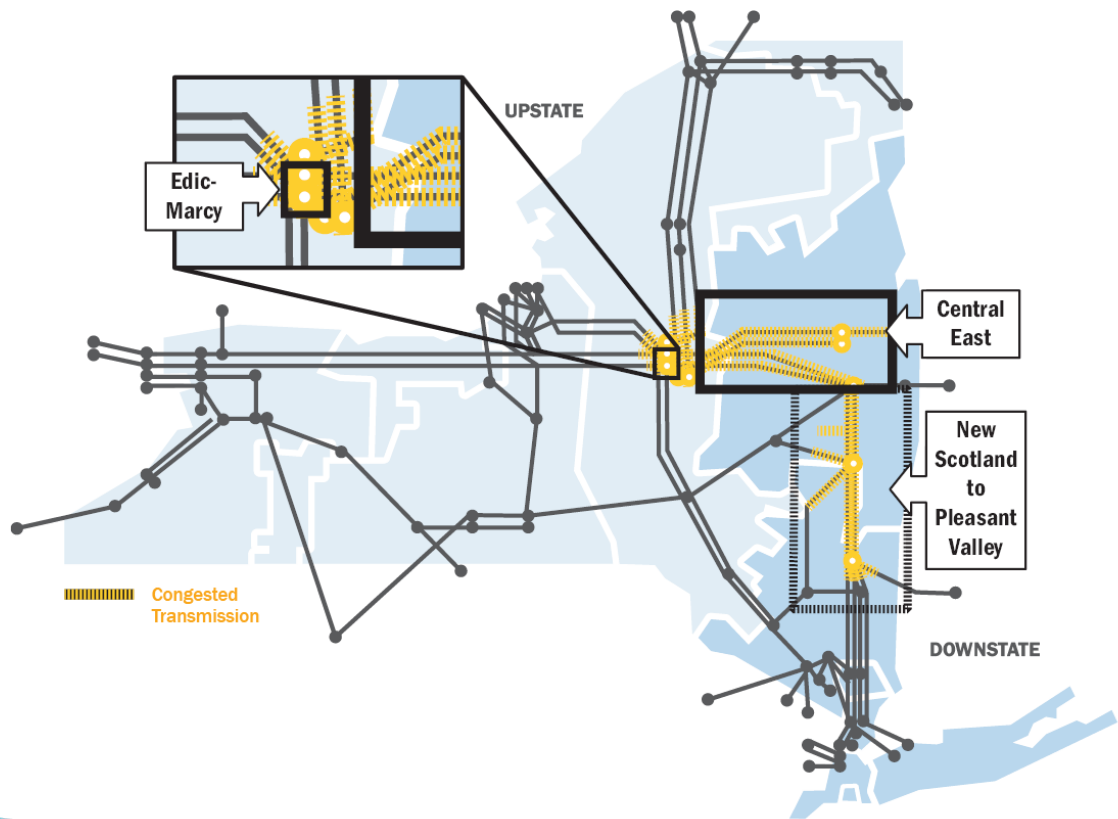 UPSTATE
Edic-
Marcy
Central
East
New
Scotland
to
Pleasant
Valley
Congested
Transmission
DOWNSTATE